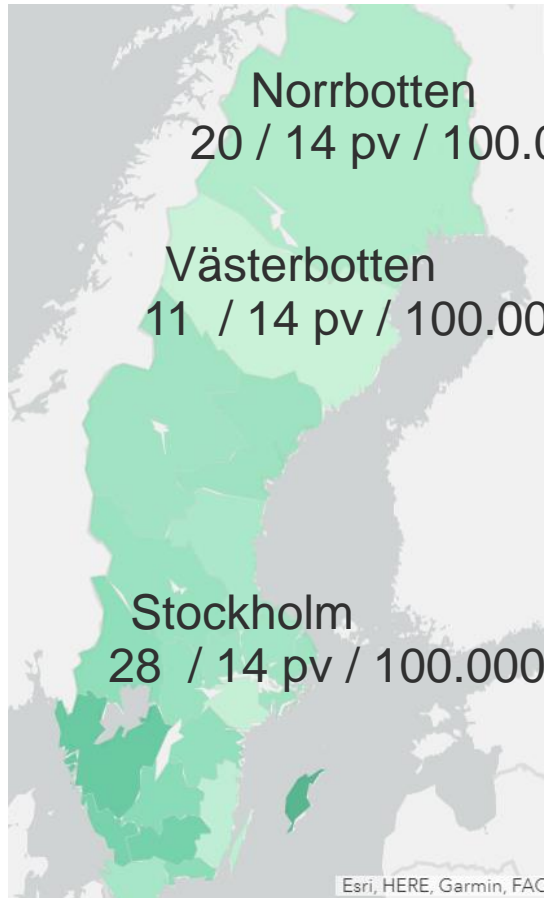 Norrbotten
20 / 14 pv / 100.0
Västerbotten
11 / 14 pv / 100.00
Stockholm
28 / 14 pv / 100.000
Esri, HERE, Garmin, FAO